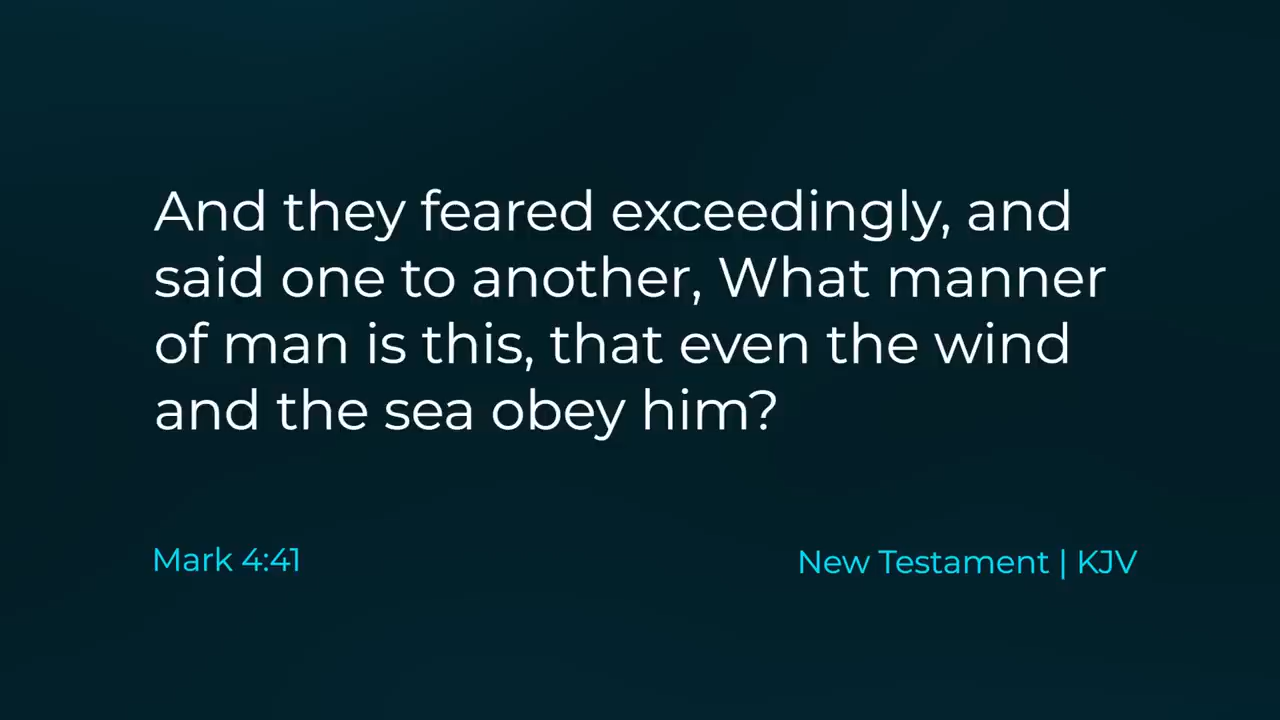 And they feared exceedingly, and
said one to another, What manner
of man is this, that even the wind
and the sea obey him?
Mark 4:41
New Testament | KJV